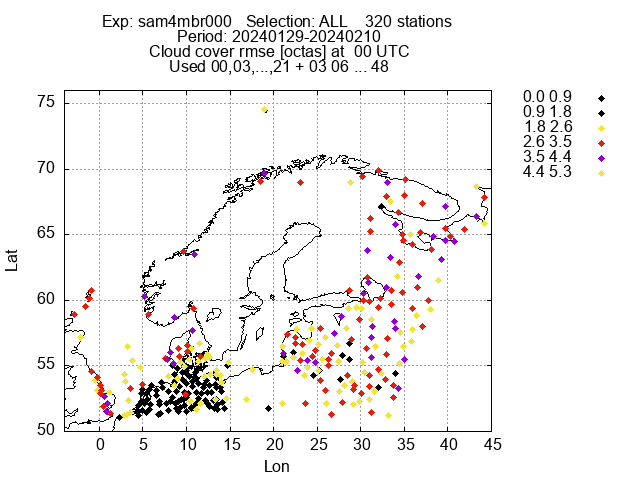 Exp: sam4mbr000 Selection: ALL 320 stations
Period: 20240129-20240210
Cloud cover rmse [octas] at 00 UTC
Used 00,03,...,21 + 03 06 ... 48
0.0 0.9
0.9 1.8
1.8 2.6
2.6 3.5
3.5 4.4
4.4 5.3
75
70
65
60
55
50
Lat
0 5 10 15 20 25 30 35 40 45
Lon